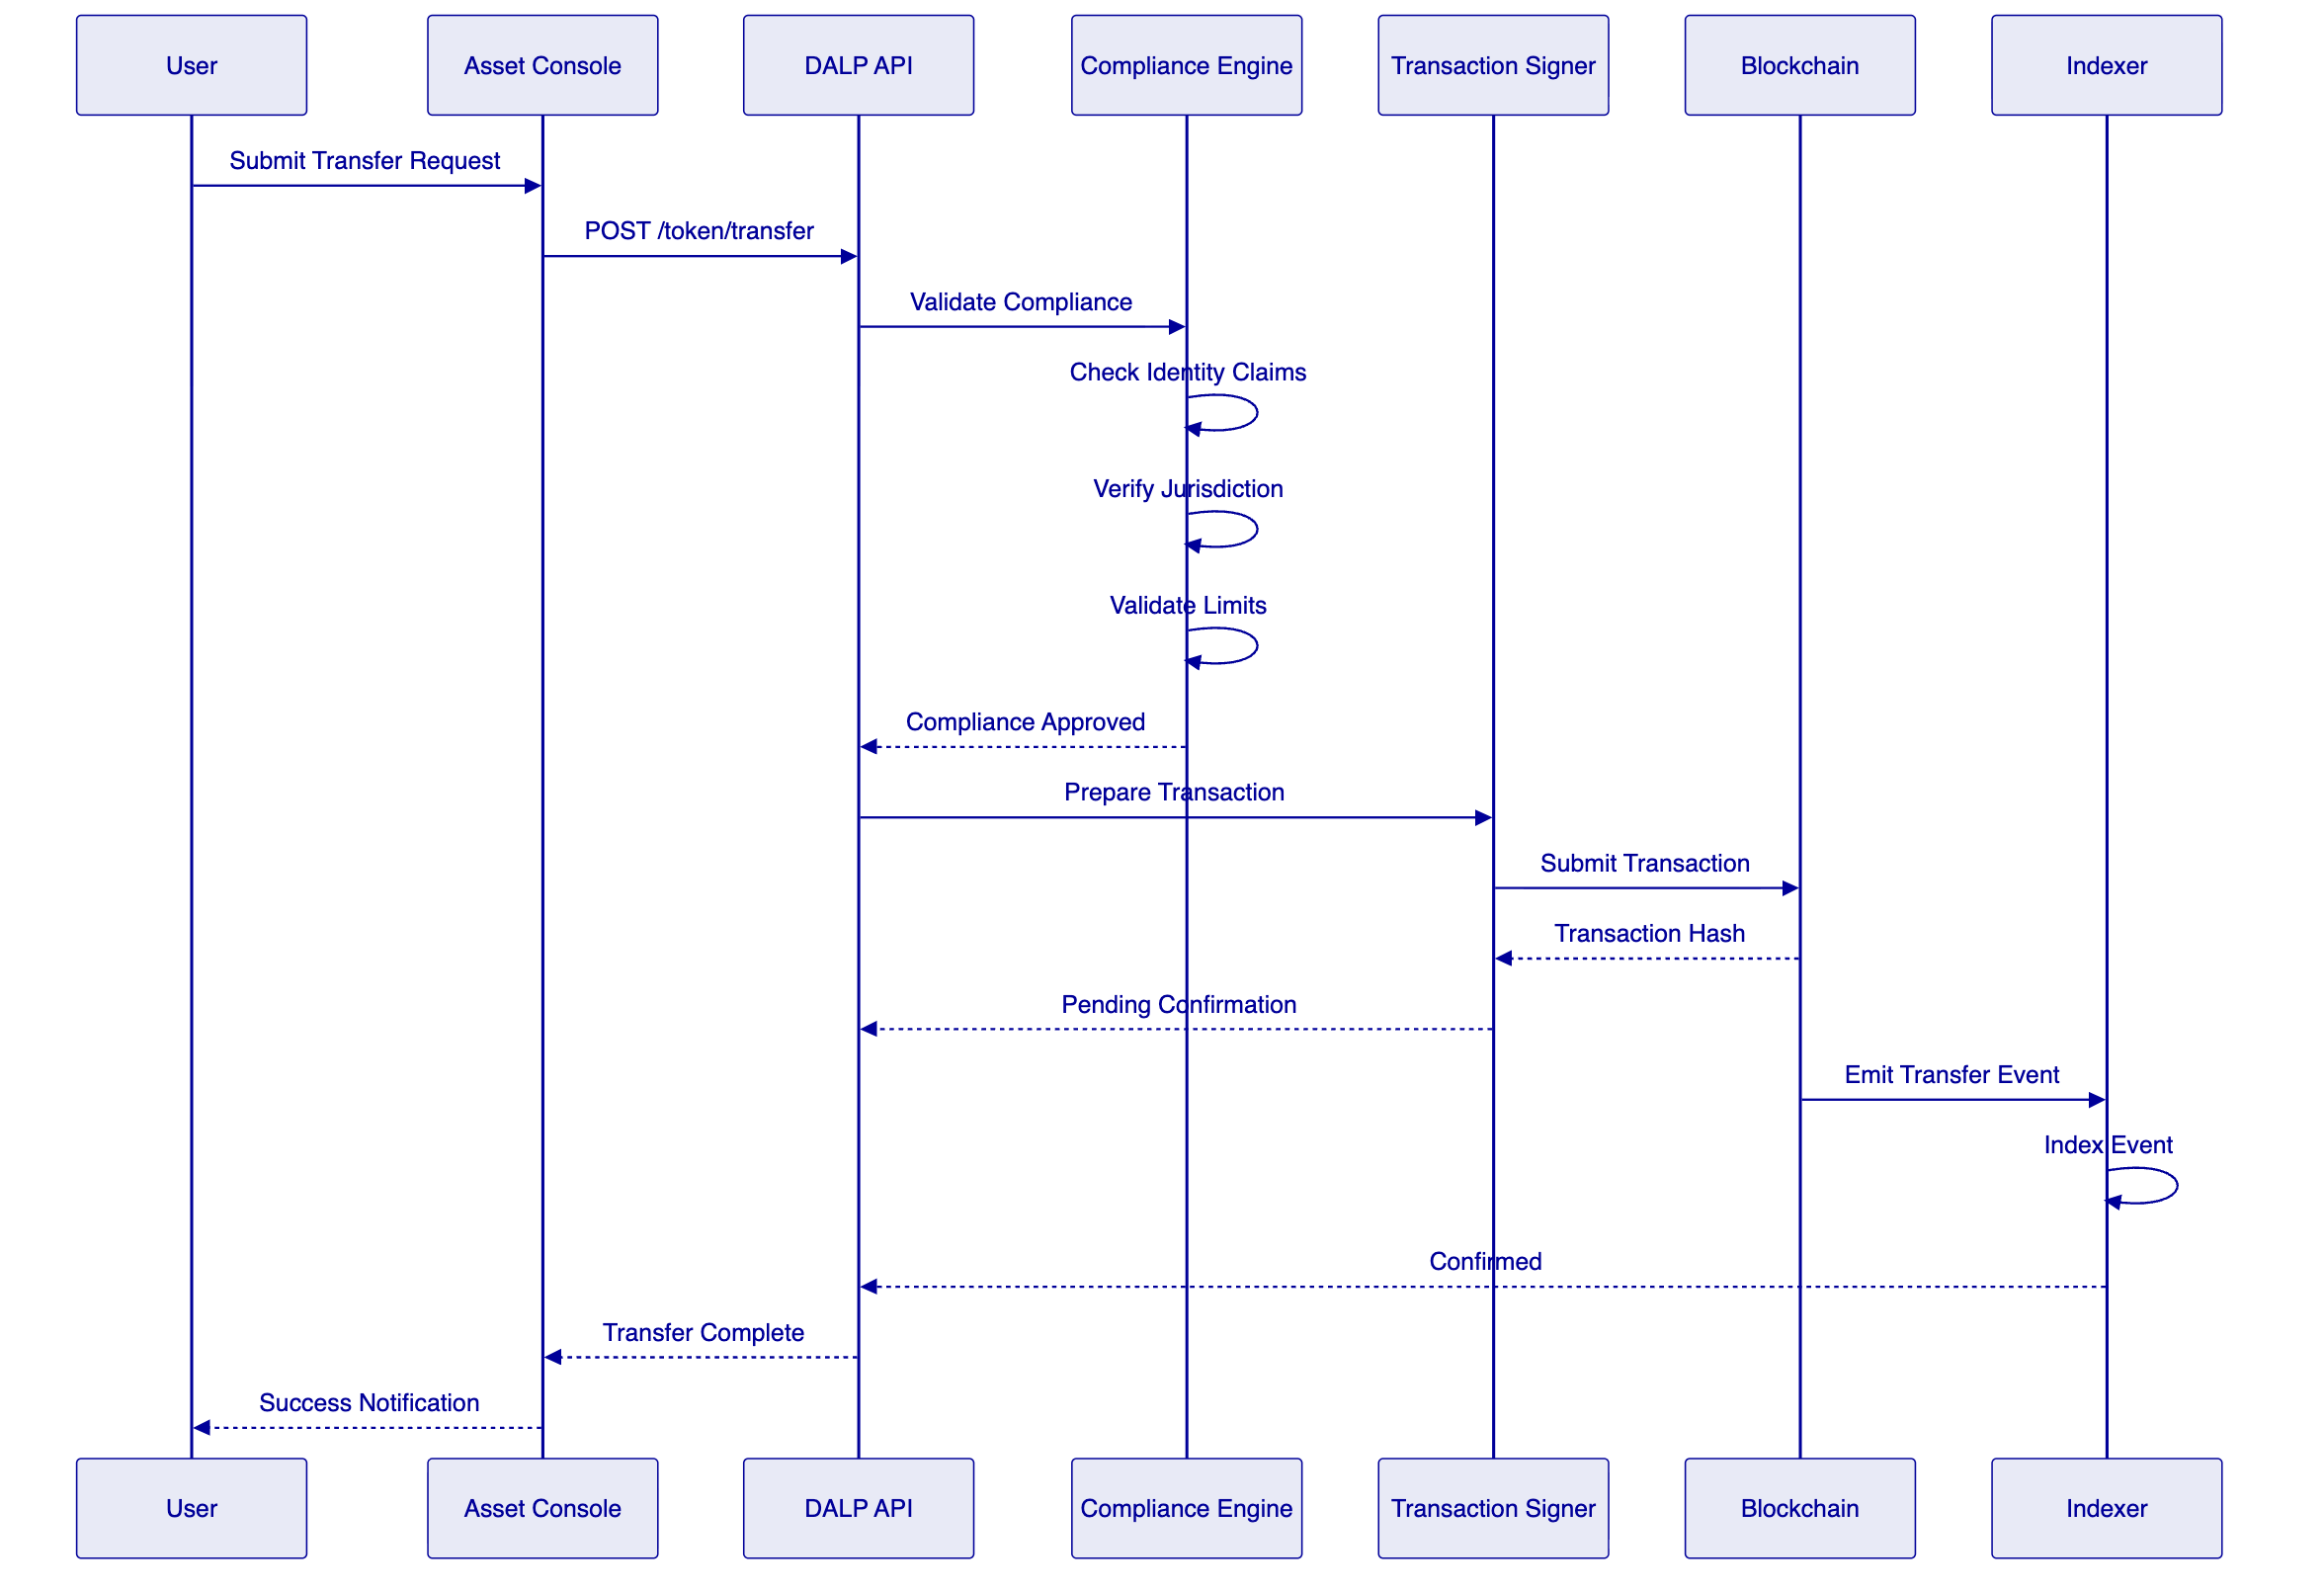 User
Asset Console
DALP API
Compliance Engine
Transaction Signer
Blockchain
Indexer
Submit Transfer Request
POST /token/transfer
Validate Compliance
Check Identity Claims
Verify Jurisdiction
Validate Limits
Compliance Approved
Prepare Transaction
Submit Transaction
Transaction Hash
Pending Confirmation
Emit Transfer Event
Index Event
Confirmed
Transfer Complete
Success Notification
User
Asset Console
DALP API
Compliance Engine
Transaction Signer
Blockchain
Indexer